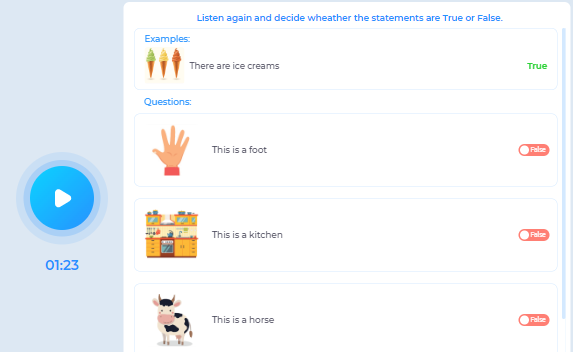 Listen again and decide wheather the statements are True or False.
Examples:
There are ice creams
True
Questions:
This is a foot
False
This is a kitchen
False
01:23
This is a horse
False